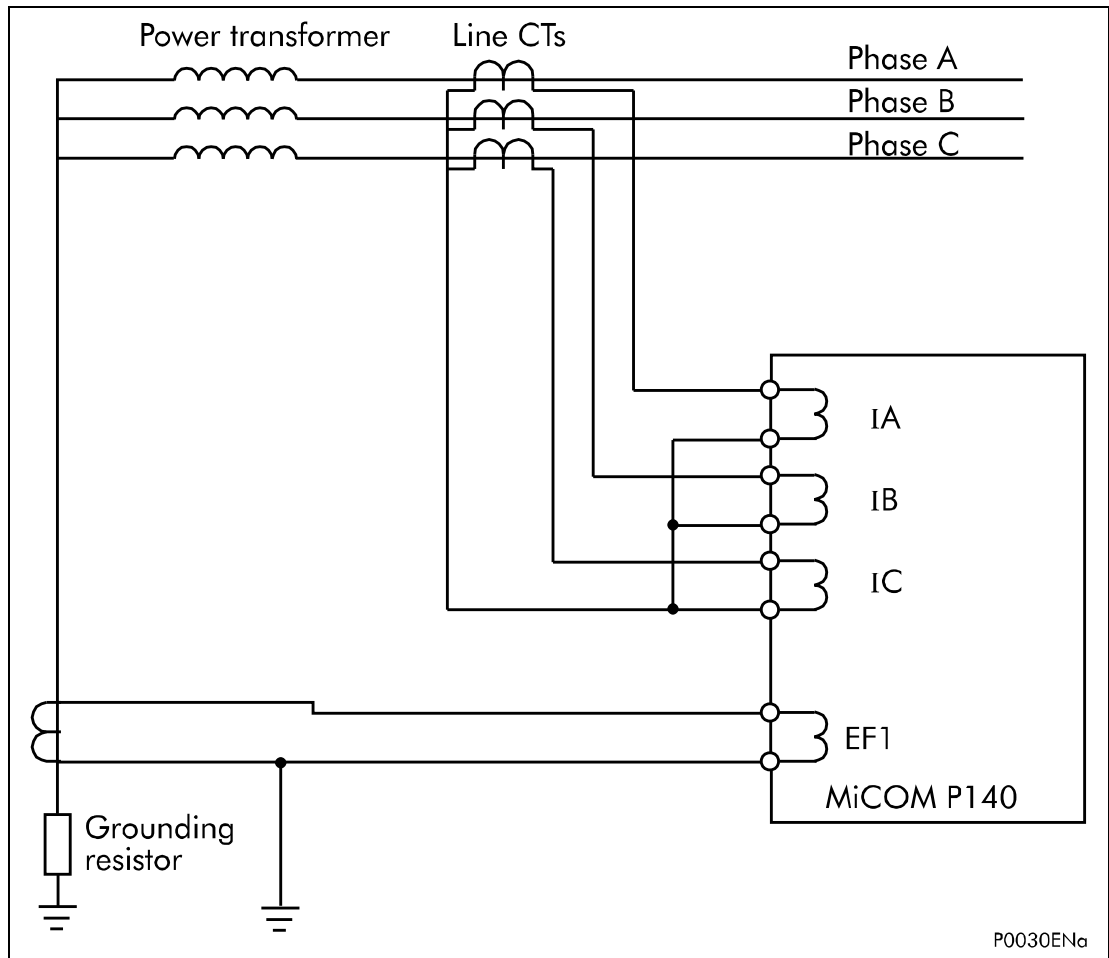 Power transformer
Line CTs
Phase A
Phase B
Phase C
IA
IB
IC
EF1
MiCOM P140
Grounding
resistor
P0030ENa